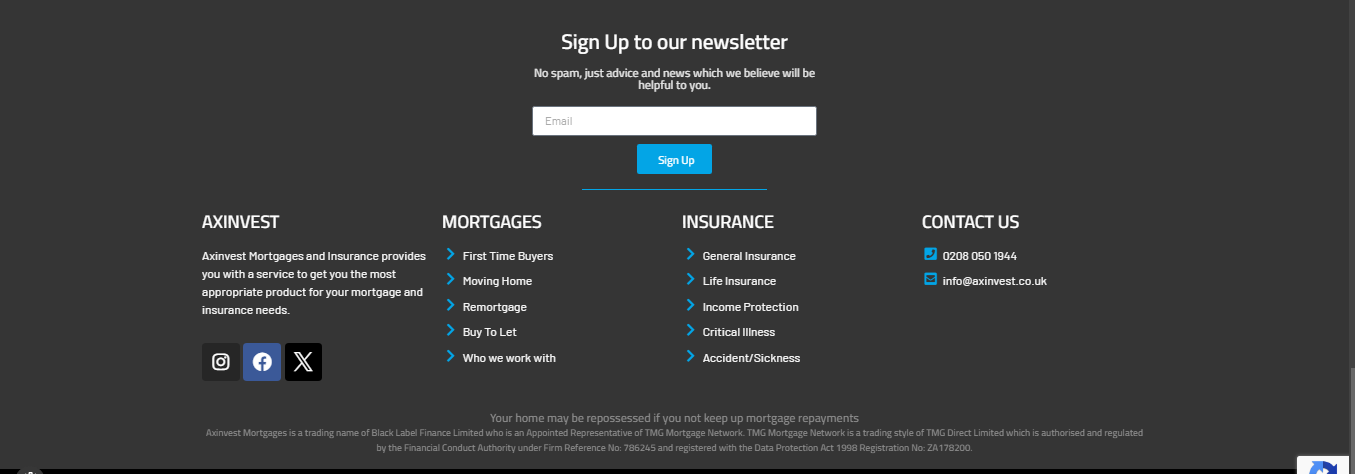 Sign Up to our newsletter
No spam, just advice and news which we believe will be
helpful to you.
Email
Sign Up
AXINVEST
Axinvest Mortgages and Insurance provides
you with a service to get you the most
appropriate product for your mortgage and
insurance needs.
MORTGAGES
First Time Buyers
Moving Home
Remortgage
Buy To Let
Who we work with
INSURANCE
General Insurance
Life Insurance
Income Protection
Critical Illness
Accident/Sickness
CONTACT US
0208 050 1944
info@axinvest.co.uk
Your home may be repossessed if you not keep up mortgage repayments
Axinvest Mortgages is a trading name of Black Label Finance Limited who is an Appointed Representative of TMG Mortgage Network. TMG Mortgage Network is a trading style of TMG Direct Limited which is authorised and regulated
by the Financial Conduct Authority under Firm Reference No: 786245 and registered with the Data Protection Act 1998 Registration No: ZA178200.